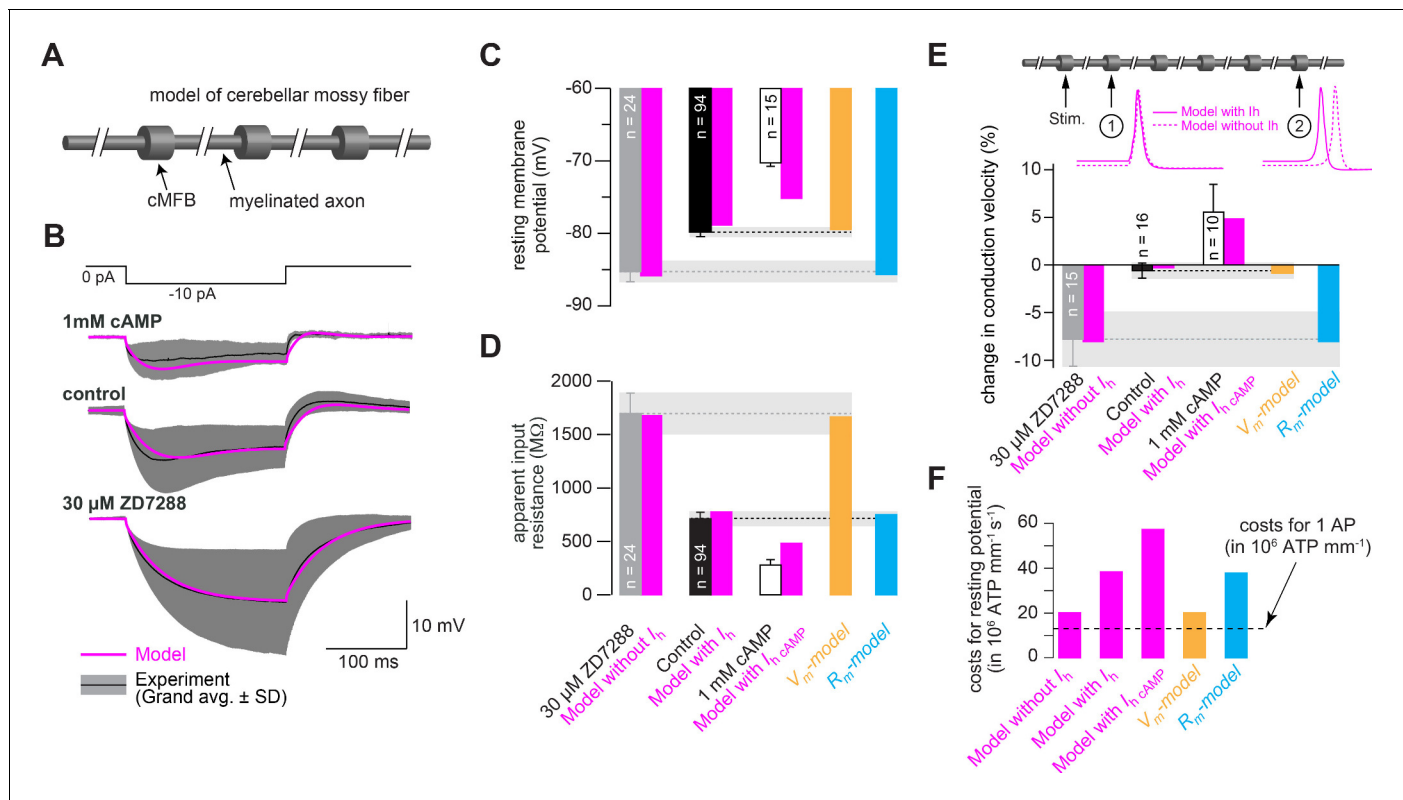 A
model of cerebellar mossy fiber
cMFB
myelinated axon
B
0 pA
-10 pA
1mM cAMP
control
30 µM ZD7288
10 mV
100 ms
Model
Experiment
(Grand avg. ± SD)
C
resting membrane
potential (mV)
-60
-70
-80
-90
n = 24
n = 94
n = 15
D
apparent input
resistance (MΩ)
2000
1500
1000
500
0
n = 24
n = 94
30 µM ZD7288
Model without Ih
Control
Model with Ih
1 mM cAMP
Model with Ih cAMP
Vm-model
Rm-model
E
Stim.
1
2
Model with Ih
Model without Ih
change in conduction velocity (%)
10
5
0
-5
-10
n = 15
n = 16
n = 10
30 µM ZD7288
Model without Ih
Control
Model with Ih
1 mM cAMP
Model with Ih cAMP
Vm-model
Rm-model
F
costs for resting potential
(in 10⁶ ATP mm⁻¹ s⁻¹)
60
40
20
0
costs for 1 AP
(in 10⁶ ATP mm⁻¹)
Model without Ih
Model with Ih
Model with Ih cAMP
Vm-model
Rm-model